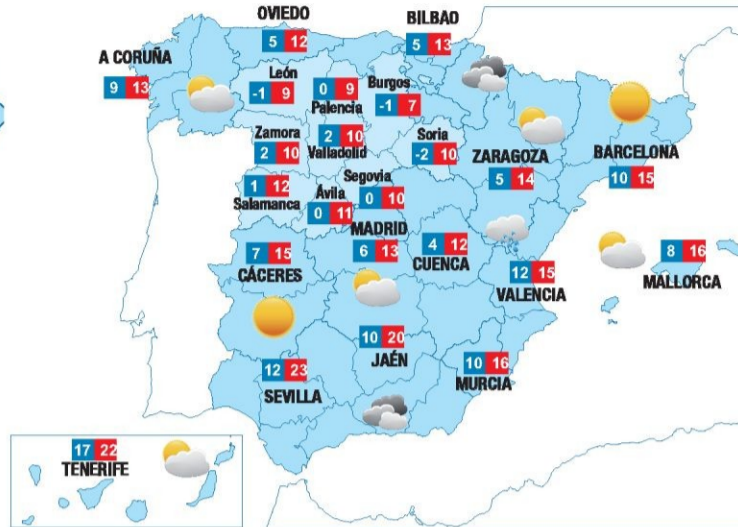 OVIEDO
5 12
BILBAO
5 13
A CORUÑA
9 13
León
-1 9
0 9
Palencia
Burgos
-1 7
Zamora
2 10
2 10
Valladolid
Soria
-2 10
ZARAGOZA
5 14
BARCELONA
10 15
1 12
Salamanca
Ávila
0 11
Segovia
0 10
MADRID
6 13
4 12
CUENCA
7 15
CÁCERES
12 15
VALENCIA
8 16
MALLORCA
10 20
JAÉN
10 16
MURCIA
12 23
SEVILLA
17 22
TENERIFE